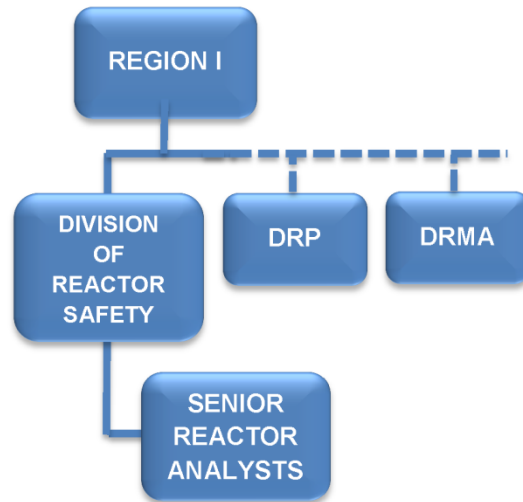 REGION I
DIVISION
OF
REACTOR
SAFETY
DRP
DRMA
SENIOR
REACTOR
ANALYSTS